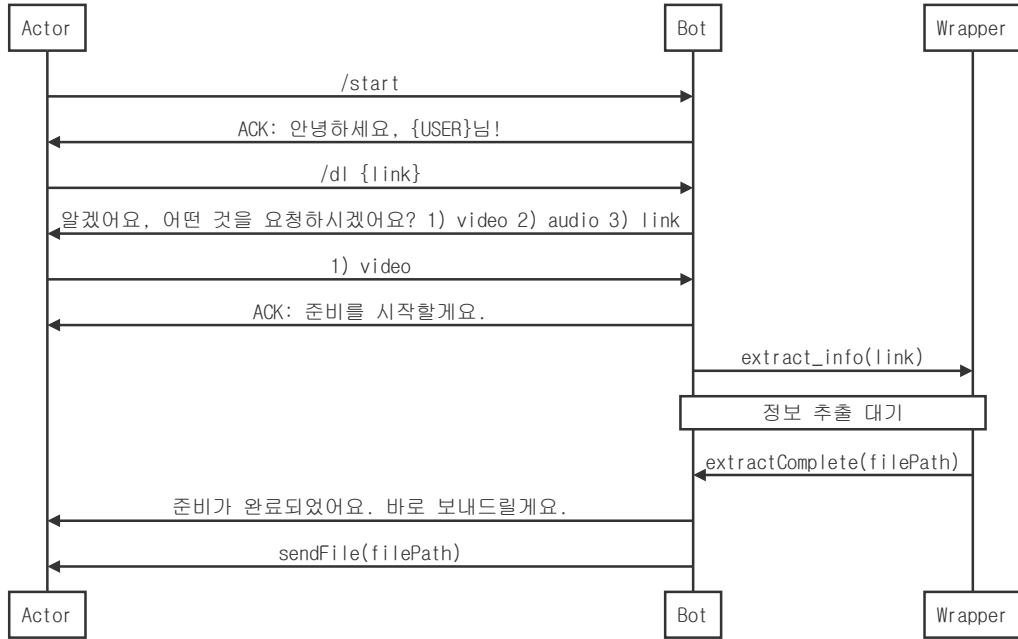 Actor Bot Wrapper
/start
ACK: 안녕하세요, {USER}님!
/dl {link}
알겠어요, 어떤 것을 요청하시겠어요? 1) video 2) audio 3) link
1) video
ACK: 준비를 시작할게요.
extract_info(link)
정보 추출 대기
extractComplete(filePath)
준비가 완료되었어요. 바로 보내드릴게요.
sendFile(filePath)
Actor Bot Wrapper